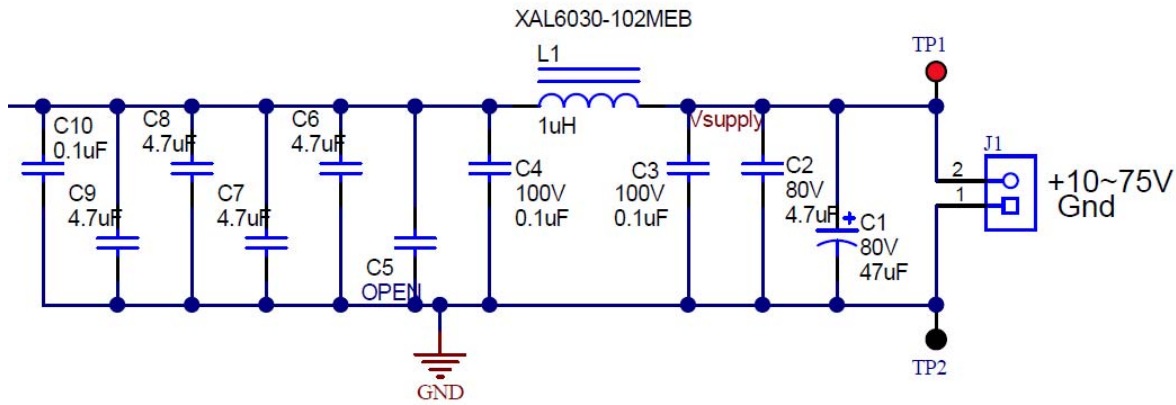 XAL6030-102MEB
L1
1uH
TP1
C10
0.1uF
C8
4.7uF
C6
4.7uF
C9
4.7uF
C7
4.7uF
C5
OPEN
C4
100V
0.1uF
C3
100V
0.1uF
Vsupply
C2
80V
4.7uF
+
C1
80V
47uF
J1
2
1
+10~75V
Gnd
GND
TP2